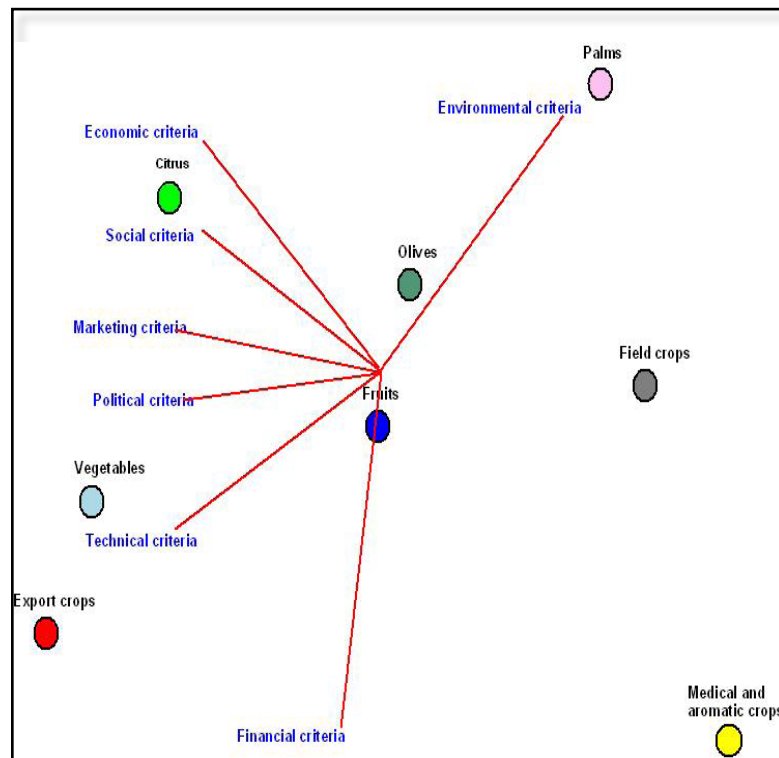 Palms
Environmental criteria
Economic criteria
Citrus
Social criteria
Olives
Marketing criteria
Field crops
Political criteria
Fruits
Vegetables
Technical criteria
Export crops
Medical and
aromatic crops
Financial criteria